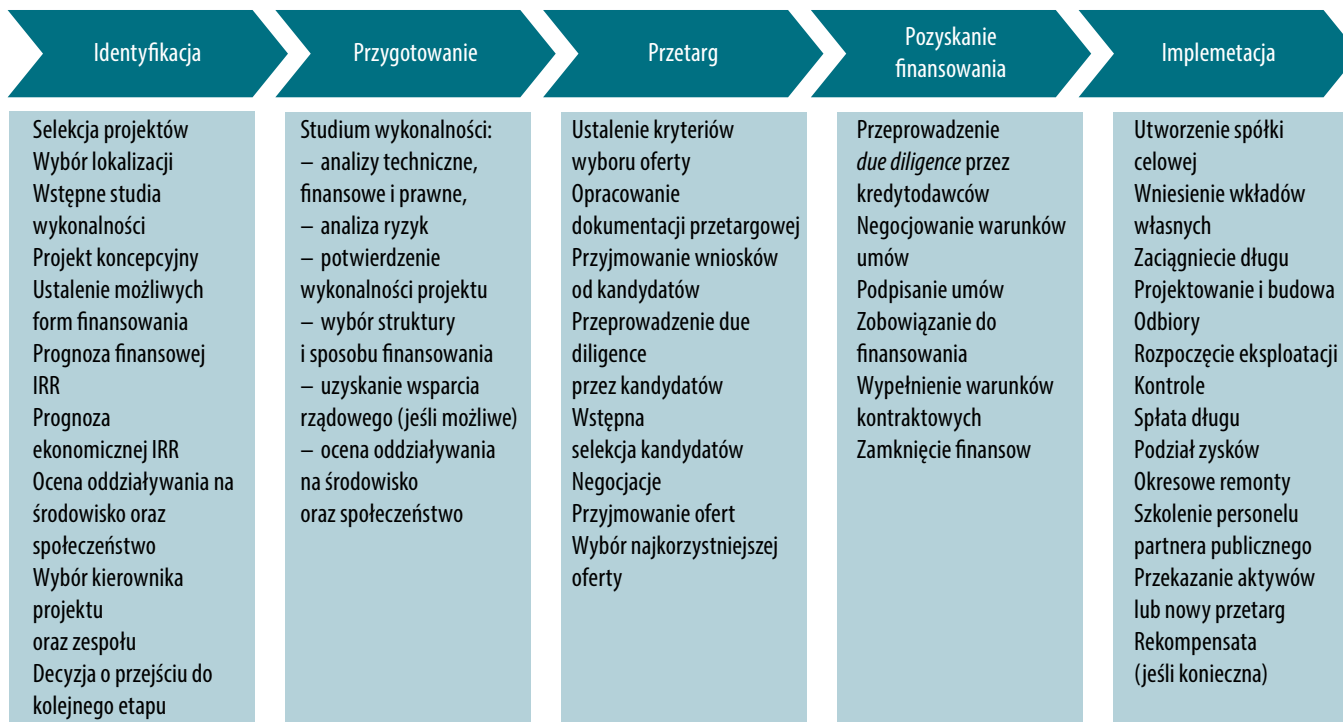 Identyfikacja
Selekcja projektów
Wybór lokalizacji
Wstępne studia
wykonalności
Projekt koncepcyjny
Ustalenie możliwych
form finansowania
Prognoza finansowej
IRR
Prognoza
ekonomicznej IRR
Ocena oddziaływania na
środowisko oraz
społeczeństwo
Wybór kierownika
projektu
oraz zespołu
Decyzja o przejściu do
kolejnego etapu
Przygotowanie
Studium wykonalności:
– analizy techniczne,
finansowe i prawne,
– analiza ryzyk
– potwierdzenie
wykonalności projektu
– wybór struktury
i sposobu finansowania
– uzyskanie wsparcia
rządowego (jeśli możliwe)
– ocena oddziaływania
na środowisko
oraz społeczeństwo
Przetarg
Ustalenie kryteriów
wyboru oferty
Opracowanie
dokumentacji przetargowej
Przyjmowanie wniosków
od kandydatów
Przeprowadzenie due
diligence
przez kandydatów
Wstępna
selekcja kandydatów
Negocjacje
Przyjmowanie ofert
Wybór najkorzystniejszej
oferty
Pozyskanie
finansowania
Przeprowadzenie
due diligence przez
kredytodawców
Negocjowanie warunków
umów
Podpisanie umów
Zobowiązanie do
finansowania
Wypełnienie warunków
kontraktowych
Zamknięcie finansow
Implemetacja
Utworzenie spółki
celowej
Wniesienie wkładów
własnych
Zaciągniecie długu
Projektowanie i budowa
Odbiory
Rozpoczęcie eksploatacji
Kontrole
Spłata długu
Podział zysków
Okresowe remonty
Szkolenie personelu
partnera publicznego
Przekazanie aktywów
lub nowy przetarg
Rekompensata
(jeśli konieczna)